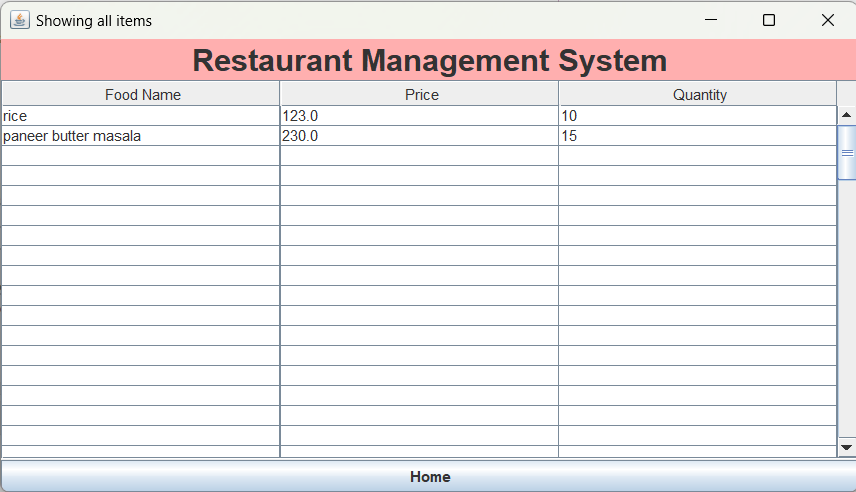 Showing all items
Restaurant Management System
Food Name Price Quantity
rice 123.0 10
paneer butter masala 230.0 15
Home